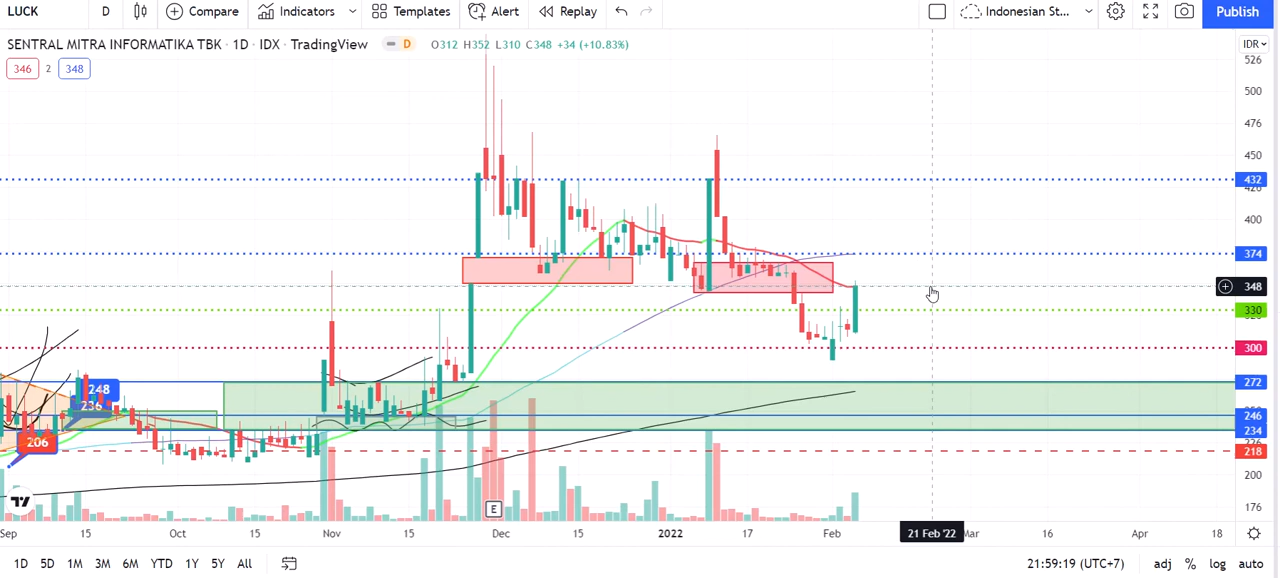 LUCK D Compare Indicators Templates Alert Replay Indonesian St... Publish
SENTRAL MITRA INFORMATIKA TBK · 1D · IDX · TradingView D O312 H352 L310 C348 +34 (+10.83%)
IDR
346 2 348
526
500
476
450
432
400
374
348
330
300
272
246
234
218
200
176
248
236
206
E
Sep 15 Oct 15 Nov 15 Dec 15 2022 17 Feb 21 Feb '22 Mar 16 Apr 18
1D 5D 1M 3M 6M YTD 1Y 5Y All 21:59:19 (UTC+7) adj % log auto